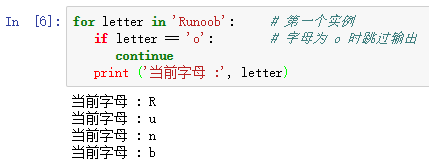 In [6]: for letter in 'Runoob': # 第一个实例
if letter == 'o': # 字母为 o 时跳过输出
continue
print ('当前字母 :', letter)
当前字母 : R
当前字母 : u
当前字母 : n
当前字母 : b